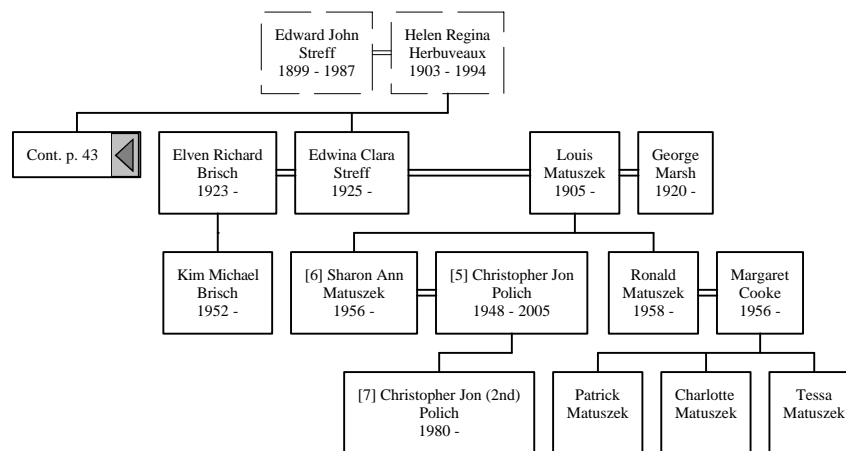 Edward John
Streff
1899 - 1987
Helen Regina
Herbuveaux
1903 - 1994
Cont. p. 43
Elven Richard
Brisch
1923 -
Edwina Clara
Streff
1925 -
Louis
Matuszek
1905 -
George
Marsh
1920 -
Kim Michael
Brisch
1952 -
[6] Sharon Ann
Matuszek
1956 -
[5] Christopher Jon
Polich
1948 - 2005
Ronald
Matuszek
1958 -
Margaret
Cooke
1956 -
[7] Christopher Jon (2nd)
Polich
1980 -
Patrick
Matuszek
Charlotte
Matuszek
Tessa
Matuszek